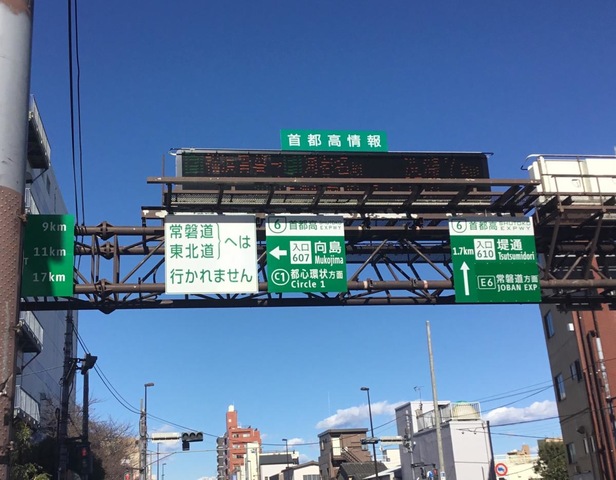 首都高情報
9km
11km
17km
常磐道
東北道
へは
行かれません
6 首都高
EXPWY
入口
607
向島
Mukojima
C1
都心環状方面
Circle 1
6 首都高 SHUTOKO
EXPWY
1.7km
入口
610
堤通
Tsutsumidori
E6
常磐道方面
JOBAN EXP